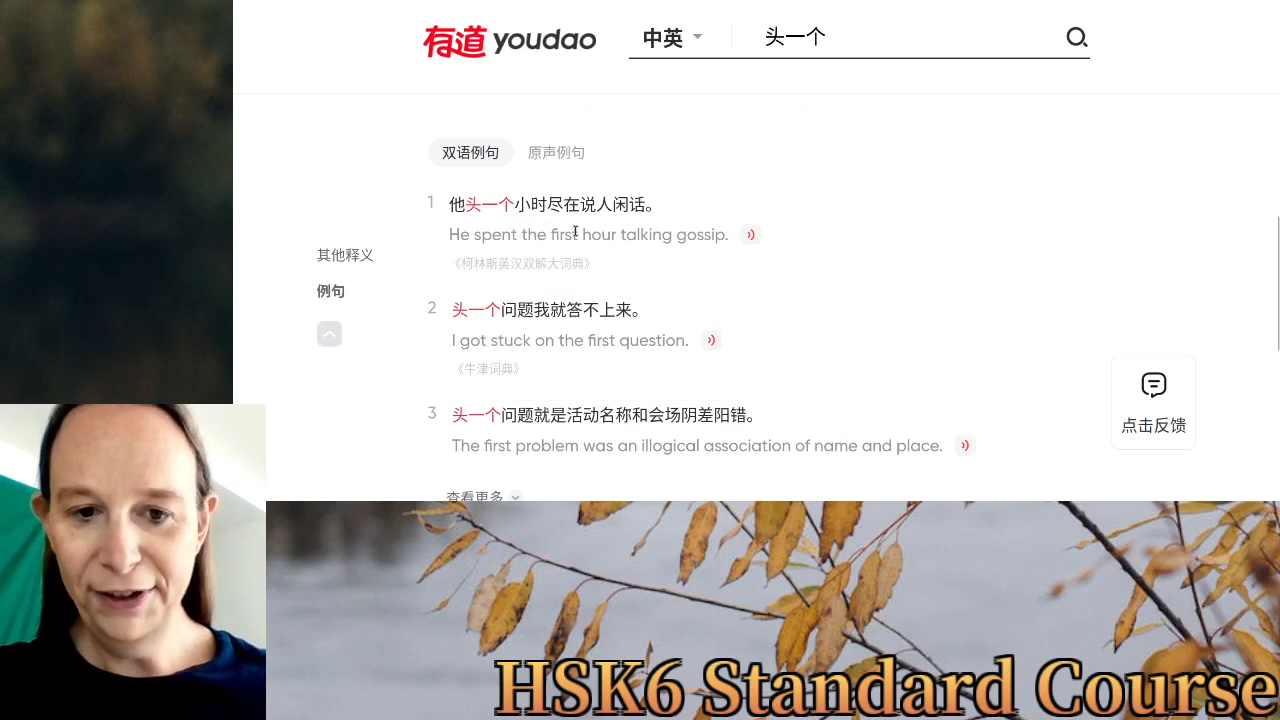 有道 youdao
中英
头一个
双语例句
原声例句
1 他头一个小时尽在说人闲话。
He spent the first hour talking gossip.
《柯林斯英汉双解大词典》
其他释义
例句
2 头一个问题我就答不上来。
I got stuck on the first question.
《牛津词典》
3 头一个问题就是活动名称和会场阴差阳错。
The first problem was an illogical association of name and place.
点击反馈
查看更多
HSK6 Standard Course